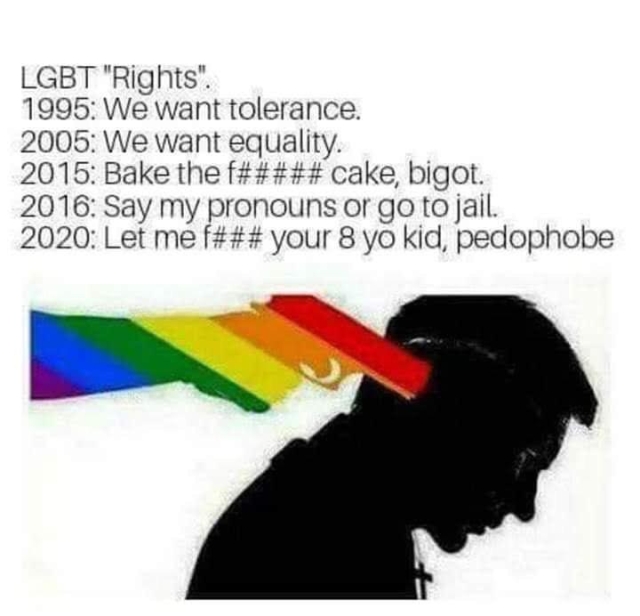 LGBT "Rights".
1995: We want tolerance.
2005: We want equality.
2015: Bake the f##### cake, bigot.
2016: Say my pronouns or go to jail.
2020: Let me f### your 8 yo kid, pedophobe